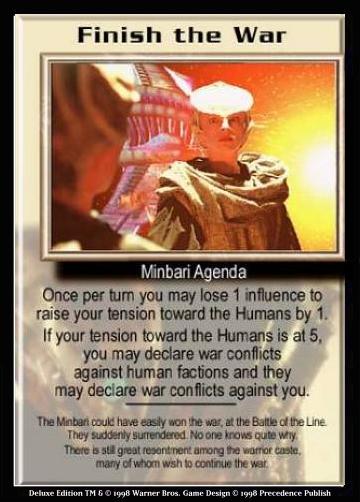 Finish the War
Minbari Agenda
Once per turn you may lose 1 influence to
raise your tension toward the Humans by 1.
If your tension toward the Humans is at 5,
you may declare war conflicts
against human factions and they
may declare war conflicts against you.
The Minbari could have easily won the war, at the Battle of the Line.
They suddenly surrendered. No one knows quite why.
There is still great resentment among the warrior caste,
many of whom wish to continue the war.
Deluxe Edition TM & © 1998 Warner Bros. Game Design © 1998 Precedence Publish